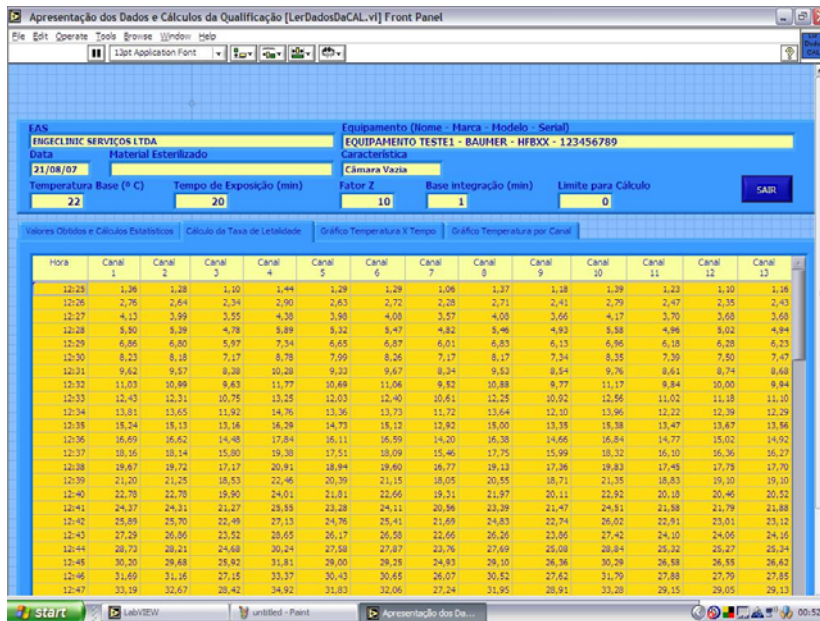 Apresentação dos Dados e Cálculos da Qualificação [LerDadosDaCAL.vi] Front Panel
File Edit Operate Tools Browse Window Help
13pt Application Font
EAS Equipamento (Nome - Marca - Modelo - Serial)
ENGECLINIC SERVIÇOS LTDA EQUIPAMENTO TESTE1 - BAUMER - HFBXX - 123456789
Data Material Esterilizado Característica
21/08/07 Câmara Vazia
Temperatura Base (º C) Tempo de Exposição (min) Fator Z Base integração (min) Limite para Cálculo
22 20 10 1 0 SAIR
Valores Obtidos e Cálculos Estatísticos Cálculo da Taxa de Letalidade Gráfico Temperatura X Tempo Gráfico Temperatura por Canal
Hora Canal Canal Canal Canal Canal Canal Canal Canal Canal Canal Canal Canal Canal
1 2 3 4 5 6 7 8 9 10 11 12 13
12:25 1,36 1,28 1,10 1,44 1,29 1,29 1,06 1,37 1,18 1,39 1,23 1,10 1,16
12:26 2,76 2,64 2,34 2,90 2,63 2,72 2,28 2,71 2,41 2,79 2,47 2,35 2,43
12:27 4,13 3,99 3,55 4,38 3,98 4,08 3,57 4,08 3,66 4,17 3,70 3,68 3,68
12:28 5,50 5,39 4,78 5,89 5,32 5,47 4,82 5,46 4,93 5,58 4,96 5,02 4,94
12:29 6,86 6,80 5,97 7,34 6,65 6,87 6,01 6,83 6,13 6,96 6,18 6,28 6,23
12:30 8,23 8,18 7,17 8,78 7,99 8,26 7,17 8,17 7,34 8,35 7,39 7,50 7,47
12:31 9,62 9,57 8,38 10,28 9,33 9,67 8,34 9,53 8,54 9,76 8,61 8,74 8,68
12:32 11,03 10,99 9,63 11,77 10,69 11,06 9,52 10,88 9,77 11,17 9,84 10,00 9,94
12:33 12,43 12,31 10,75 13,25 12,03 12,40 10,61 12,25 10,92 12,56 11,02 11,18 11,10
12:34 13,81 13,65 11,92 14,76 13,36 13,73 11,72 13,64 12,10 13,96 12,22 12,39 12,29
12:35 15,24 15,13 13,16 16,29 14,73 15,12 12,92 15,00 13,35 15,38 13,47 13,67 13,56
12:36 16,69 16,62 14,48 17,84 16,11 16,59 14,20 16,38 14,66 16,84 14,77 15,02 14,92
12:37 18,16 18,14 15,80 19,38 17,51 18,09 15,46 17,75 15,99 18,32 16,10 16,36 16,27
12:38 19,67 19,72 17,17 20,91 18,94 19,60 16,77 19,13 17,36 19,83 17,45 17,75 17,70
12:39 21,20 21,25 18,53 22,46 20,39 21,15 18,05 20,55 18,71 21,35 18,83 19,10 19,10
12:40 22,78 22,78 19,90 24,01 21,81 22,66 19,31 21,97 20,11 22,92 20,18 20,46 20,52
12:41 24,37 24,31 21,27 25,55 23,28 24,11 20,56 23,39 21,47 24,51 21,58 21,79 21,88
12:42 25,89 25,70 22,49 27,13 24,76 25,41 21,69 24,83 22,74 26,02 22,91 23,01 23,12
12:43 27,29 26,86 23,52 28,65 26,17 26,58 22,66 26,26 23,86 27,42 24,10 24,06 24,16
12:44 28,73 28,21 24,68 30,24 27,58 27,87 23,76 27,69 25,08 28,84 25,32 25,27 25,34
12:45 30,20 29,68 25,92 31,81 29,00 29,25 24,93 29,10 26,36 30,29 26,58 26,55 26,62
12:46 31,69 31,16 27,15 33,37 30,43 30,65 26,07 30,52 27,62 31,79 27,88 27,79 27,85
12:47 33,19 32,67 28,42 34,92 31,83 32,06 27,24 31,95 28,91 33,28 29,15 29,05 29,13
start LabVIEW untitled - Paint Apresentação dos Da... 00:52